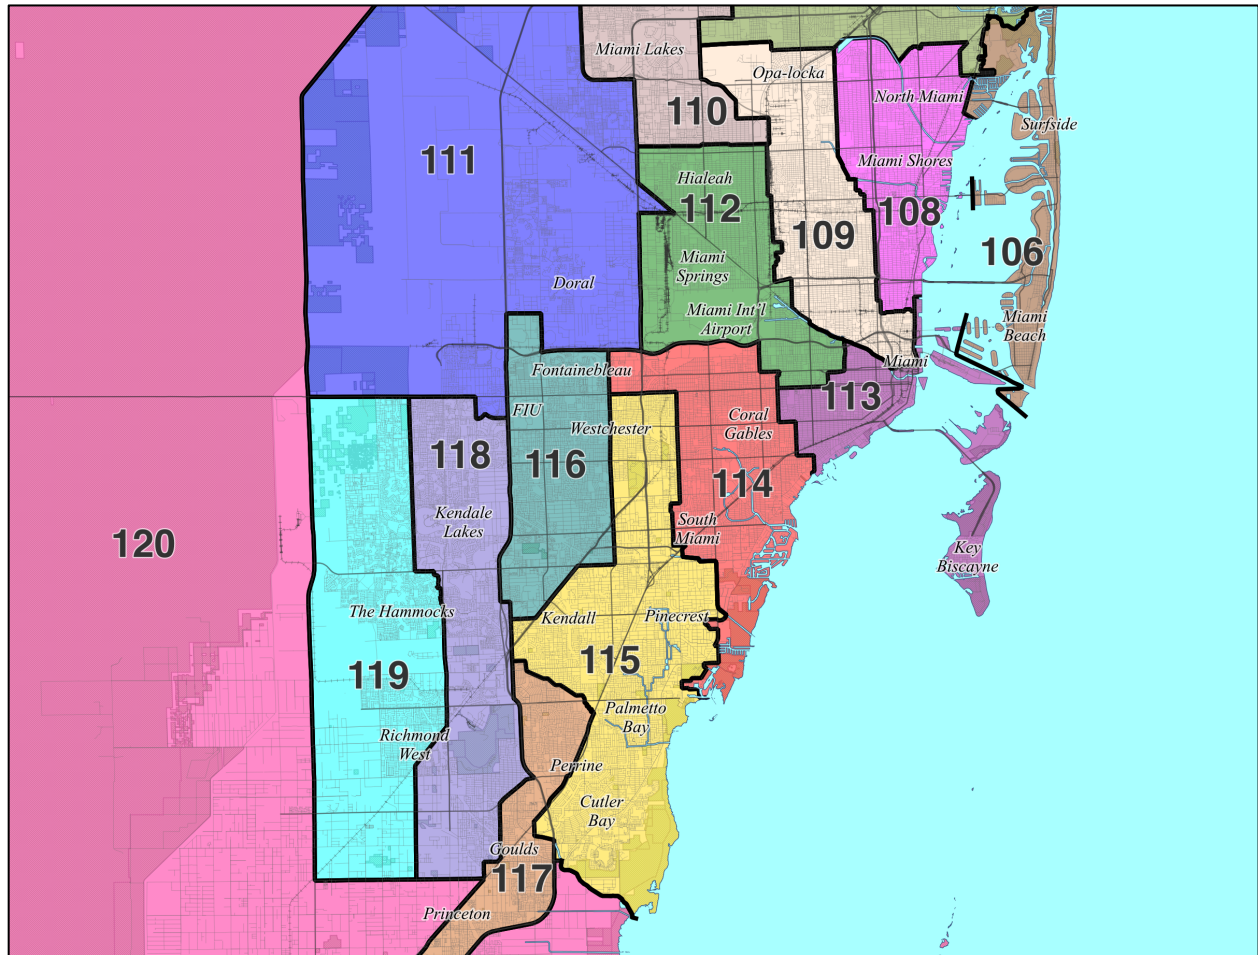 Miami Lakes
Opa-locka
North Miami
110
Surfside
111
Miami Shores
Hialeah
112
108
109
106
Miami
Springs
Doral
Miami Int'l
Airport
Miami
Beach
Miami
Fontainebleau
113
FIU
Coral
Gables
Westchester
118
116
114
Kendale
Lakes
South
Miami
120
Key
Biscayne
The Hammocks
Kendall
Pinecrest
115
119
Palmetto
Bay
Richmond
West
Perrine
Cutler
Bay
Goulds
117
Princeton